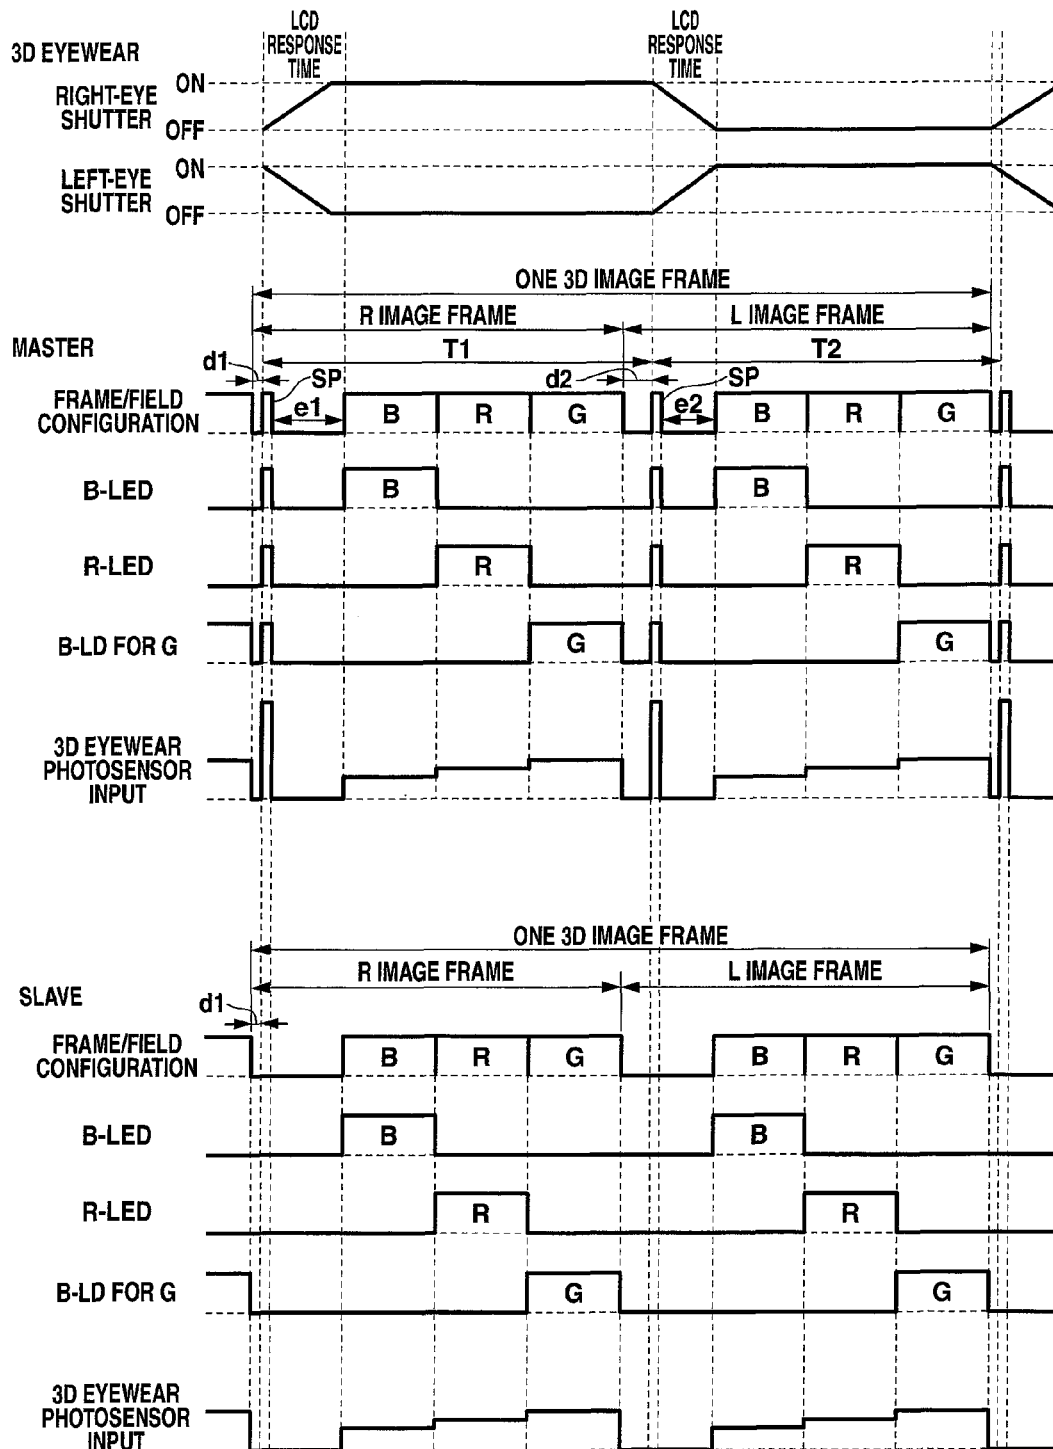 LCD
RESPONSE
TIME
LCD
RESPONSE
TIME
3D EYEWEAR
RIGHT-EYE
SHUTTER
ON
OFF
LEFT-EYE
SHUTTER
ON
OFF
ONE 3D IMAGE FRAME
R IMAGE FRAME
L IMAGE FRAME
MASTER
d1
SP
T1
d2
SP
T2
FRAME/FIELD
CONFIGURATION
e1
B
R
G
e2
B
R
G
B-LED
B
B
R-LED
R
R
B-LD FOR G
G
G
3D EYEWEAR
PHOTOSENSOR
INPUT
ONE 3D IMAGE FRAME
R IMAGE FRAME
L IMAGE FRAME
SLAVE
d1
FRAME/FIELD
CONFIGURATION
B
R
G
B
R
G
B-LED
B
B
R-LED
R
R
B-LD FOR G
G
G
3D EYEWEAR
PHOTOSENSOR
INPUT